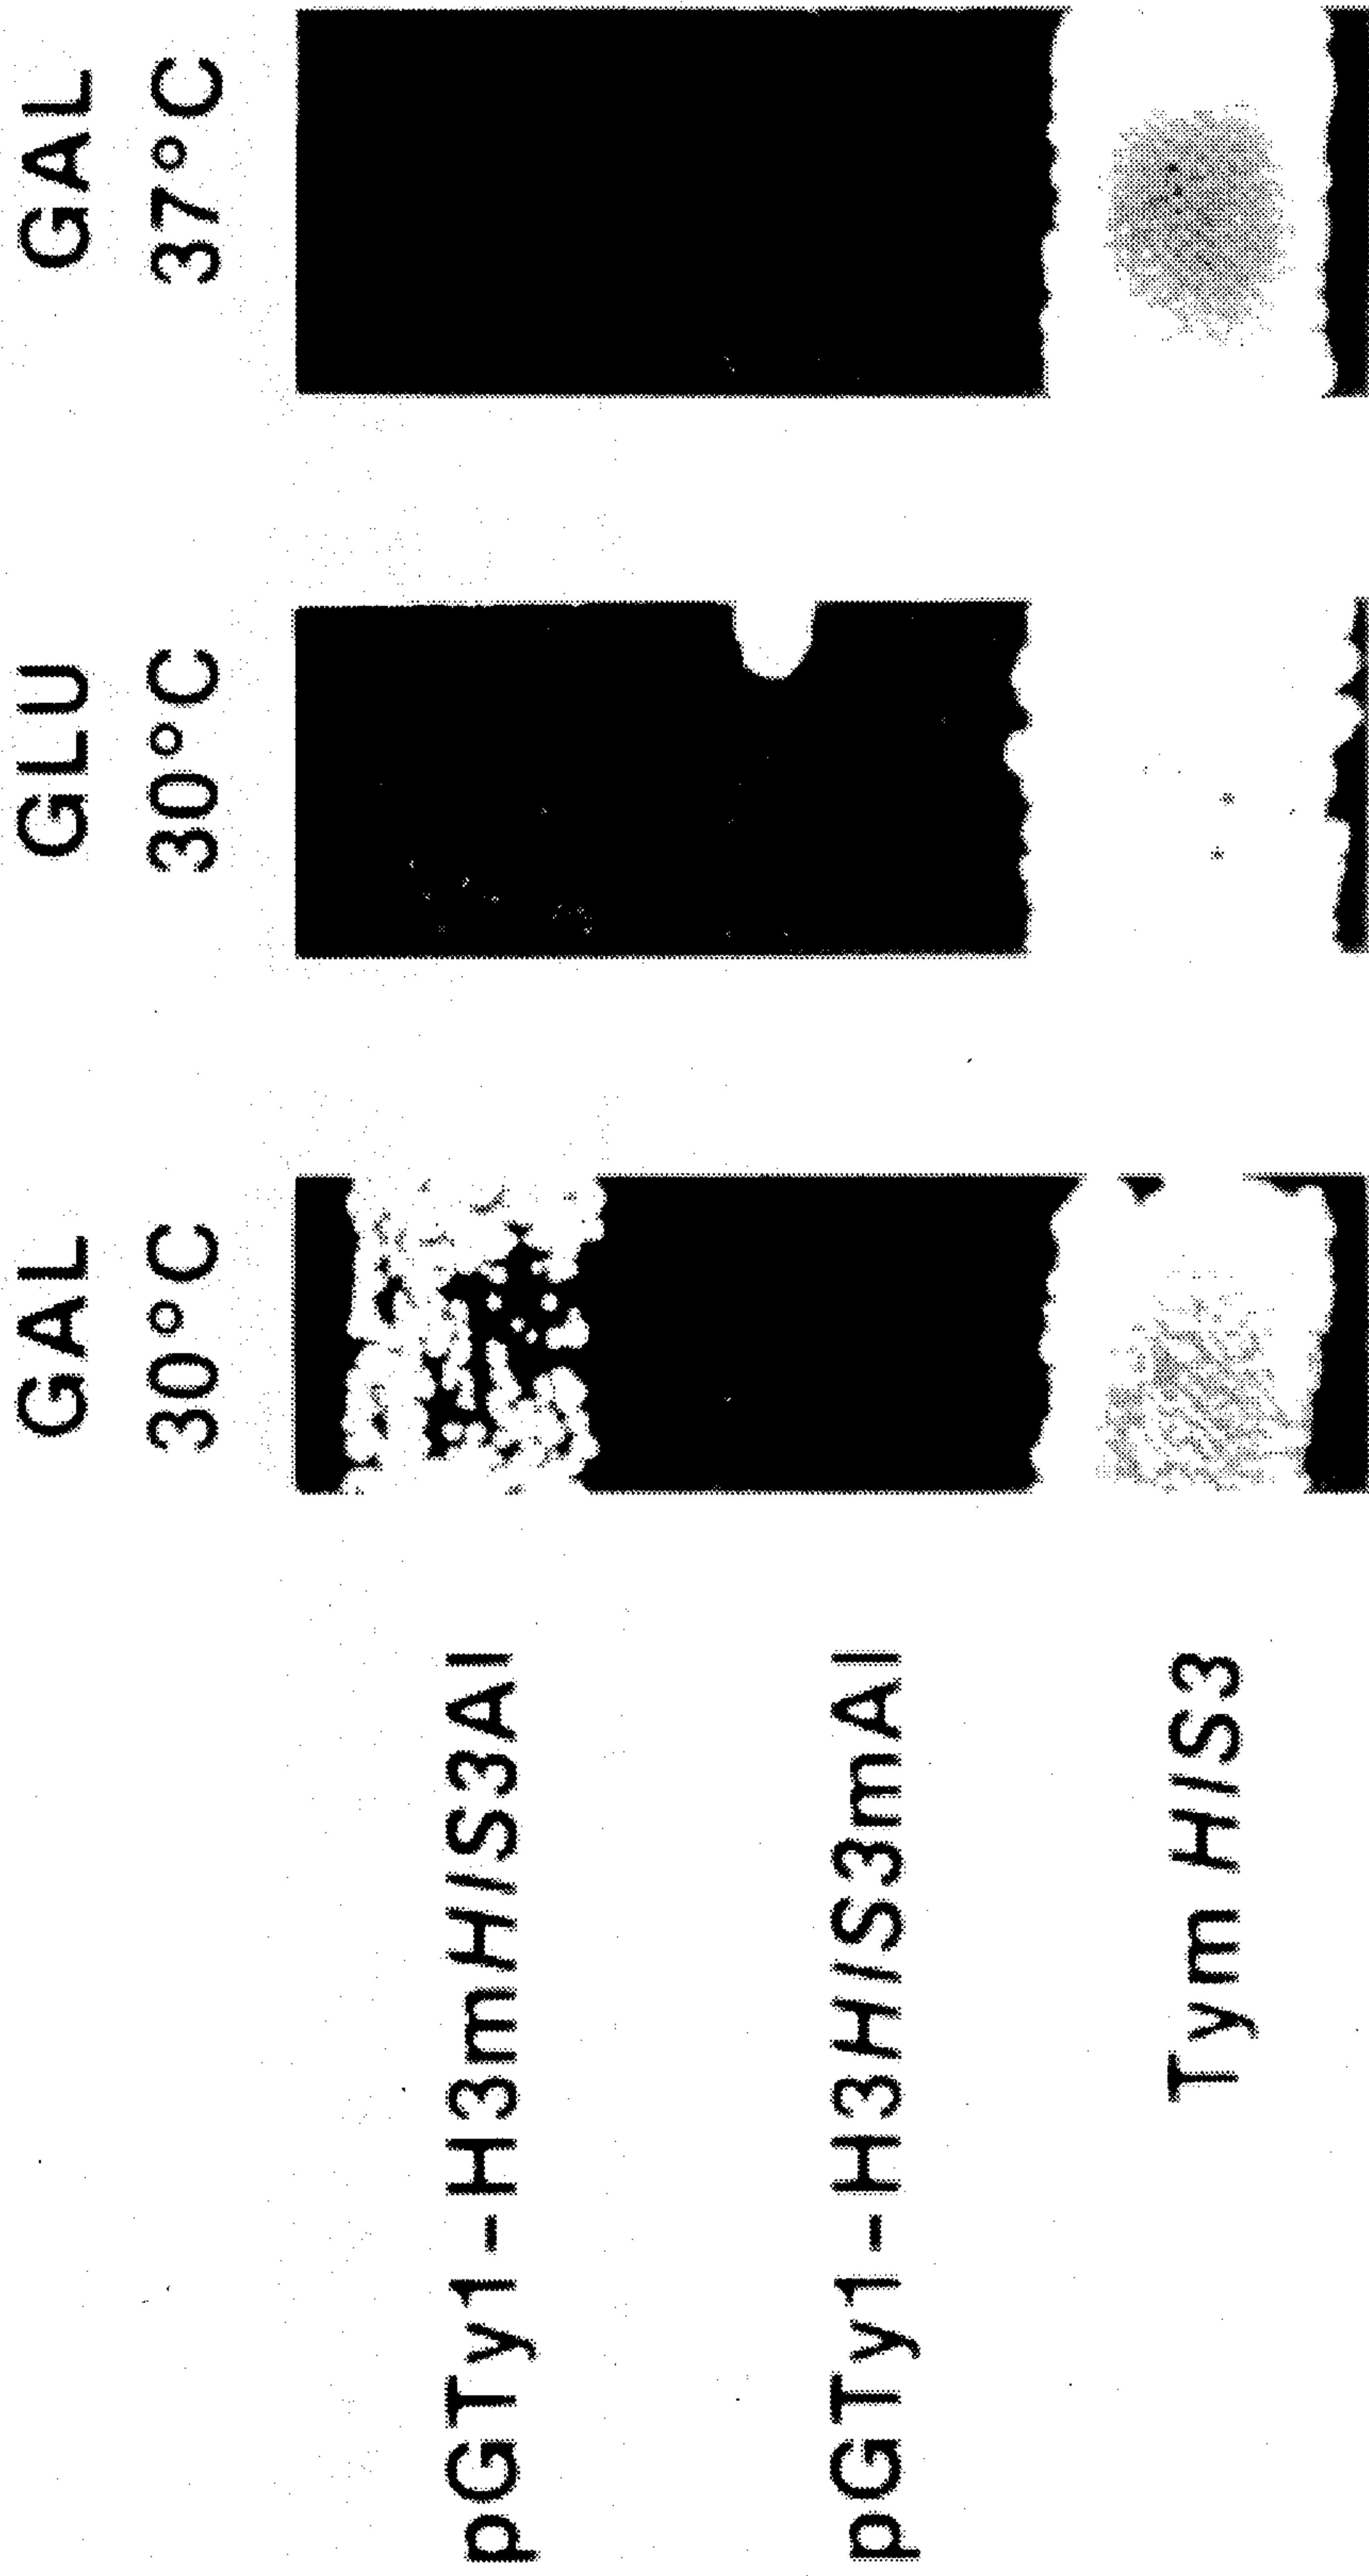 GAL GLU GAL
30°C 30°C 37°C
pGTy1-H3mHIS3AI
pGTy1-H3HIS3mAI
Tym HIS3